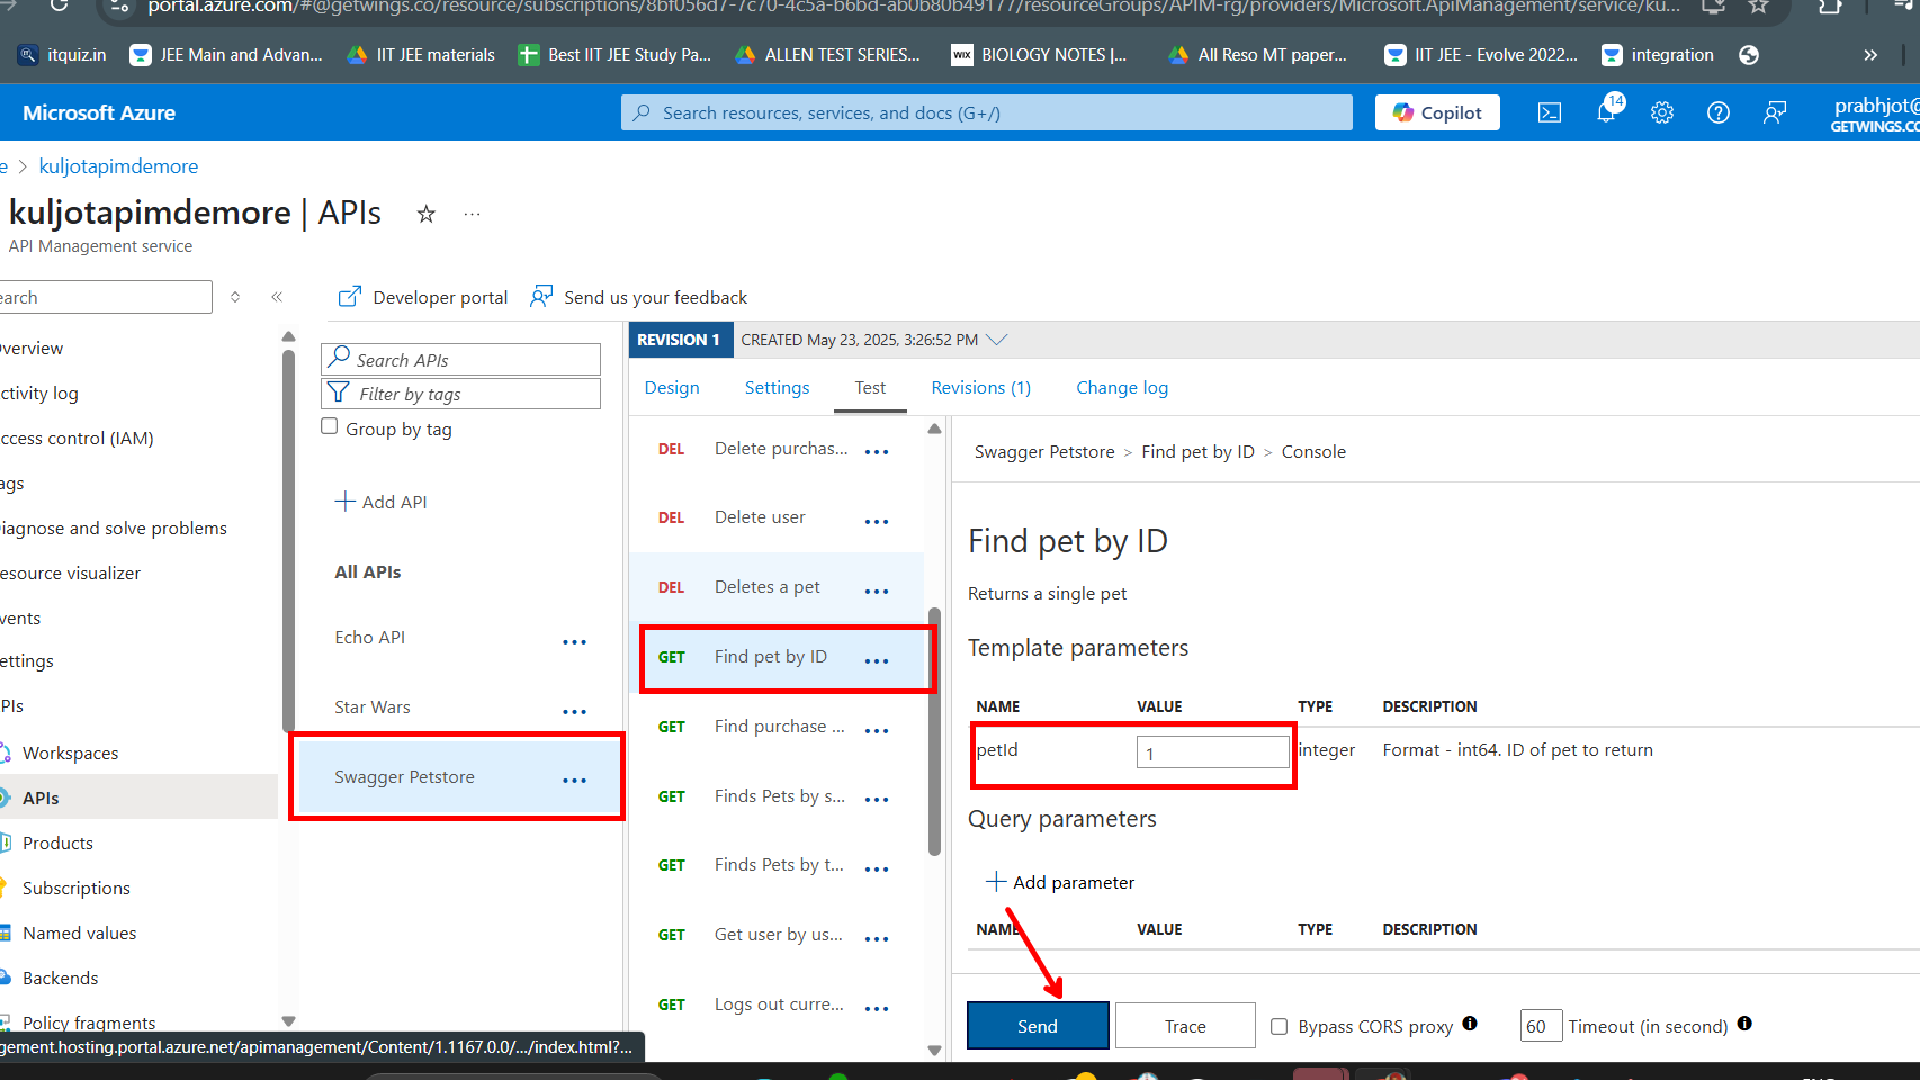 portal.azure.com/#@getwings.co/resource/subscriptions/8bf056d7-7c70-4c5a-b6bd-ab0b80b49177/resourceGroups/APIM-rg/providers/Microsoft.ApiManagement/service/ku...
itquiz.in JEE Main and Advan... IIT JEE materials Best IIT JEE Study Pa... ALLEN TEST SERIES... WIX BIOLOGY NOTES |... All Reso MT paper... IIT JEE - Evolve 2022... integration »
Microsoft Azure
Search resources, services, and docs (G+/)
Copilot
14
prabhjot@
GETWINGS.CO
e > kuljotapimdemore
kuljotapimdemore | APIs ...
API Management service
earch
Developer portal
Send us your feedback
verview
ctivity log
ccess control (IAM)
ags
iagnose and solve problems
esource visualizer
vents
ettings
PIs
Workspaces
APIs
Products
Subscriptions
Named values
Backends
Policy fragments
gement.hosting.portal.azure.net/apimanagement/Content/1.1167.0.0/.../index.html?...
Search APIs
Filter by tags
Group by tag
+ Add API
All APIs
Echo API ...
Star Wars ...
Swagger Petstore ...
REVISION 1 CREATED May 23, 2025, 3:26:52 PM
Design Settings Test Revisions (1) Change log
DEL Delete purchas... ...
DEL Delete user ...
DEL Deletes a pet ...
GET Find pet by ID ...
GET Find purchase ... ...
GET Finds Pets by s... ...
GET Finds Pets by t... ...
GET Get user by us... ...
GET Logs out curre... ...
Swagger Petstore > Find pet by ID > Console
Find pet by ID
Returns a single pet
Template parameters
NAME VALUE TYPE DESCRIPTION
petId 1 integer Format - int64. ID of pet to return
Query parameters
+ Add parameter
NAME VALUE TYPE DESCRIPTION
Send Trace Bypass CORS proxy 60 Timeout (in second)